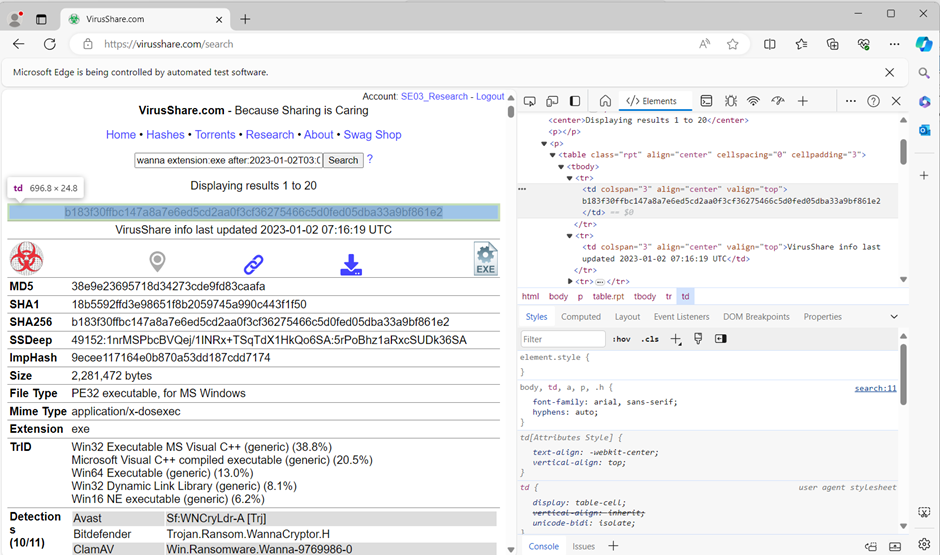 VirusShare.com
https://virusshare.com/search
Microsoft Edge is being controlled by automated test software.
Account: SE03_Research - Logout
VirusShare.com - Because Sharing is Caring
Home - Hashes - Torrents - Research - About - Swag Shop
wanna extension:exe after:2023-01-02T03:0 Search ?
Displaying results 1 to 20
td 696.8 × 24.8
b183f30ffbc147a8a7e6ed5cd2aa0f3cf36275466c5d0fed05dba33a9bf861e2
VirusShare info last updated 2023-01-02 07:16:19 UTC
EXE
MD5 38e9e23695718d34273cde9fd83caafa
SHA1 18b5592ffd3e98651f8b2059745a990c443f1f50
SHA256 b183f30ffbc147a8a7e6ed5cd2aa0f3cf36275466c5d0fed05dba33a9bf861e2
SSDeep 49152:1nrMSPbcBVQej/1INRx+TSqTdX1HkQo6SA:5rPoBhz1aRxcSUDk36SA
ImpHash 9ecee117164e0b870a53dd187cdd7174
Size 2,281,472 bytes
File Type PE32 executable, for MS Windows
Mime Type application/x-dosexec
Extension exe
TrID Win32 Executable MS Visual C++ (generic) (38.8%)
Microsoft Visual C++ compiled executable (generic) (20.5%)
Win64 Executable (generic) (13.0%)
Win32 Dynamic Link Library (generic) (8.1%)
Win16 NE executable (generic) (6.2%)
Detection
s
(10/11)
Avast Sf:WNCryLdr-A [Trj]
Bitdefender Trojan.Ransom.WannaCryptor.H
ClamAV Win.Ransomware.Wanna-9769986-0
</> Elements
<center>Displaying results 1 to 20</center>
<p></p>
<p>
<table class="rpt" align="center" cellspacing="0" cellpadding="3">
<tbody>
<tr>
<td colspan="3" align="center" valign="top">
b183f30ffbc147a8a7e6ed5cd2aa0f3cf36275466c5d0fed05dba33a9bf861e2
</td> == $0
</tr>
<tr>
<td colspan="3" align="center" valign="top">VirusShare info last
updated 2023-01-02 07:16:19 UTC</td>
</tr>
<tr> ⋯ </tr>
html body p table.rpt tbody tr td
Styles Computed Layout Event Listeners DOM Breakpoints Properties
Filter :hov .cls
element.style {
}
body, td, a, p, .h { search:11
font-family: arial, sans-serif;
hyphens: auto;
}
td[Attributes Style] {
text-align: -webkit-center;
vertical-align: top;
}
td { user agent stylesheet
display: table-cell;
vertical-align: inherit;
unicode-bidi: isolate;
}
Console Issues